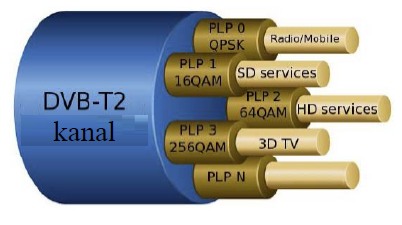 DVB-T2
kanal
PLP 0
QPSK
Radio/Mobile
PLP 1
16QAM
SD services
PLP 2
64QAM
HD services
PLP 3
256QAM
3D TV
PLP N